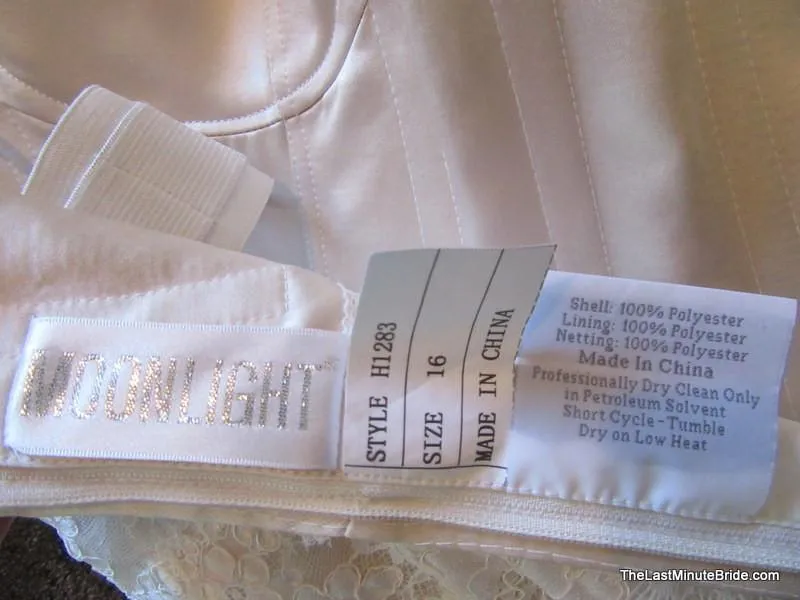 MOONLIGHT
STYLE H1283
SIZE 16
MADE IN CHINA
Shell: 100% Polyester
Lining: 100% Polyester
Netting: 100% Polyester
Made In China
Professionally Dry Clean Only
in Petroleum Solvent
Short Cycle-Tumble
Dry on Low Heat
TheLastMinuteBride.com